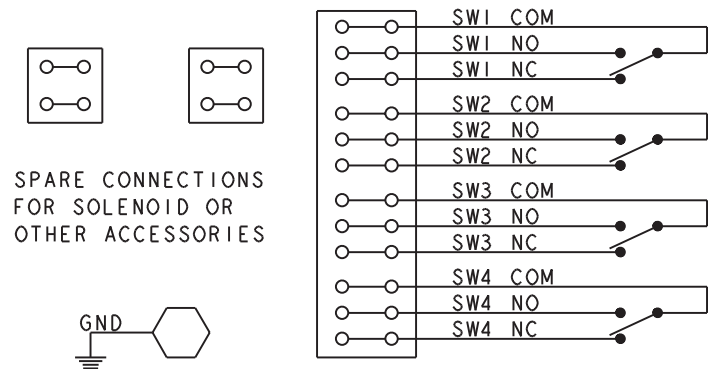 SW1 COM
SW1 NO
SW1 NC
SW2 COM
SW2 NO
SW2 NC
SPARE CONNECTIONS
FOR SOLENOID OR
OTHER ACCESSORIES
SW3 COM
SW3 NO
SW3 NC
SW4 COM
SW4 NO
SW4 NC
GND